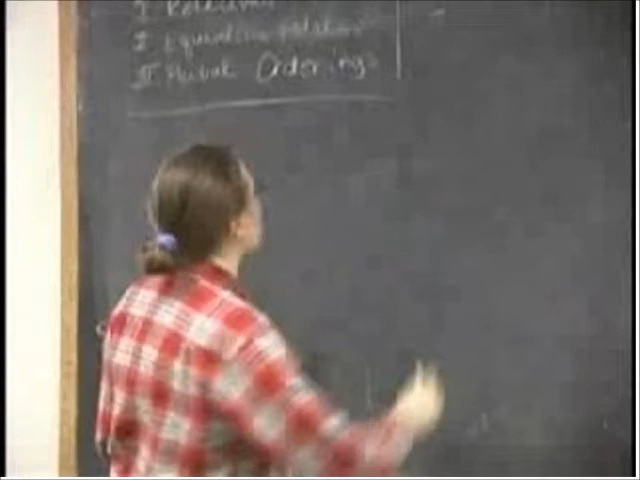 I Relations
II Equivalence relations
III Partial Orderings